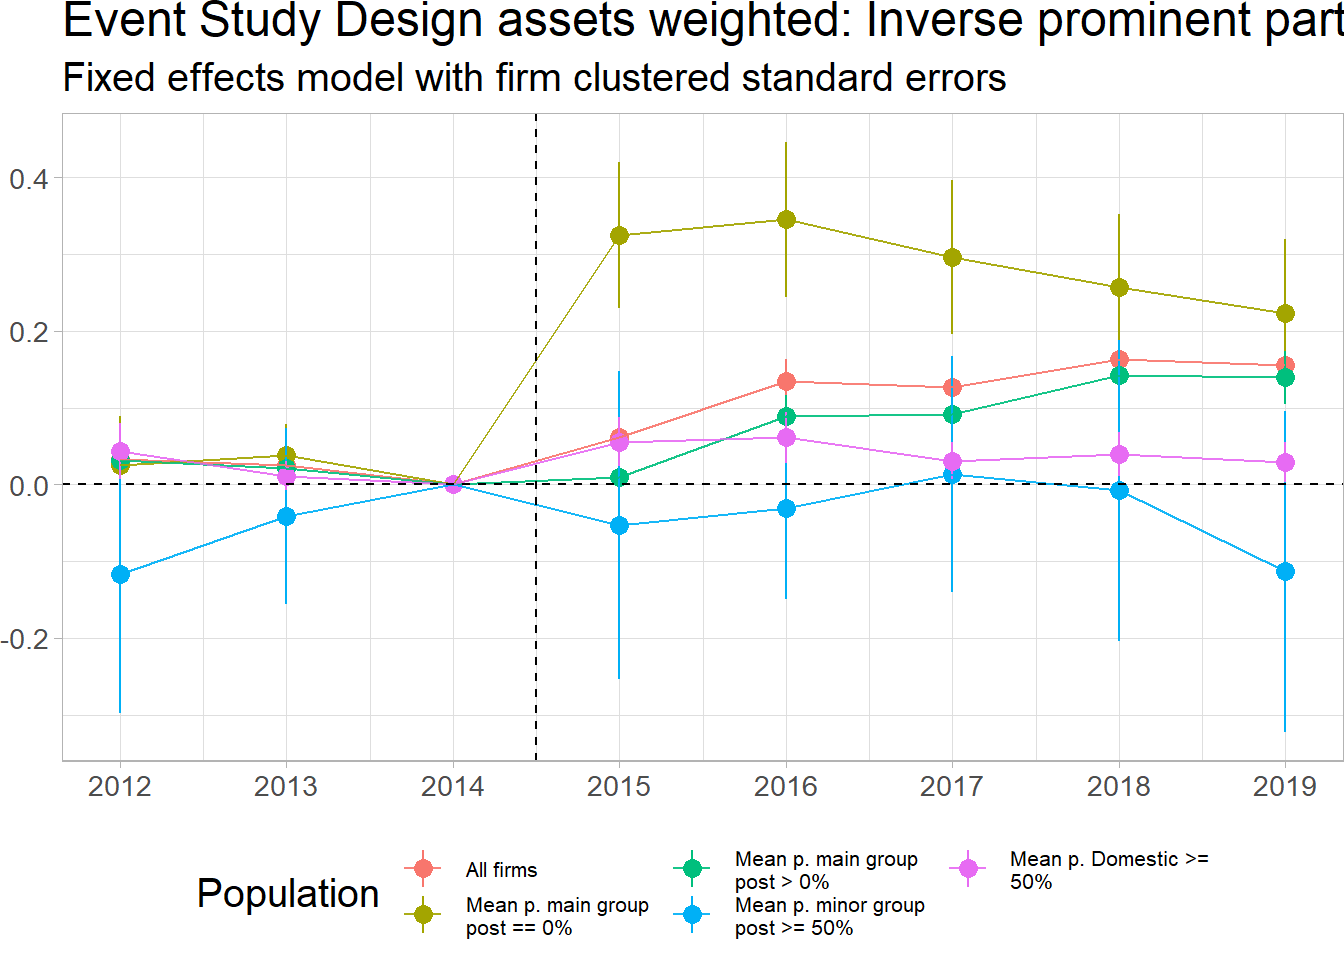 Event Study Design assets weighted: Inverse prominent part
Fixed effects model with firm clustered standard errors
0.4
0.2
0.0
-0.2
2012 2013 2014 2015 2016 2017 2018 2019
Population
All firms
Mean p. main group
post == 0%
Mean p. main group
post > 0%
Mean p. minor group
post >= 50%
Mean p. Domestic >=
50%